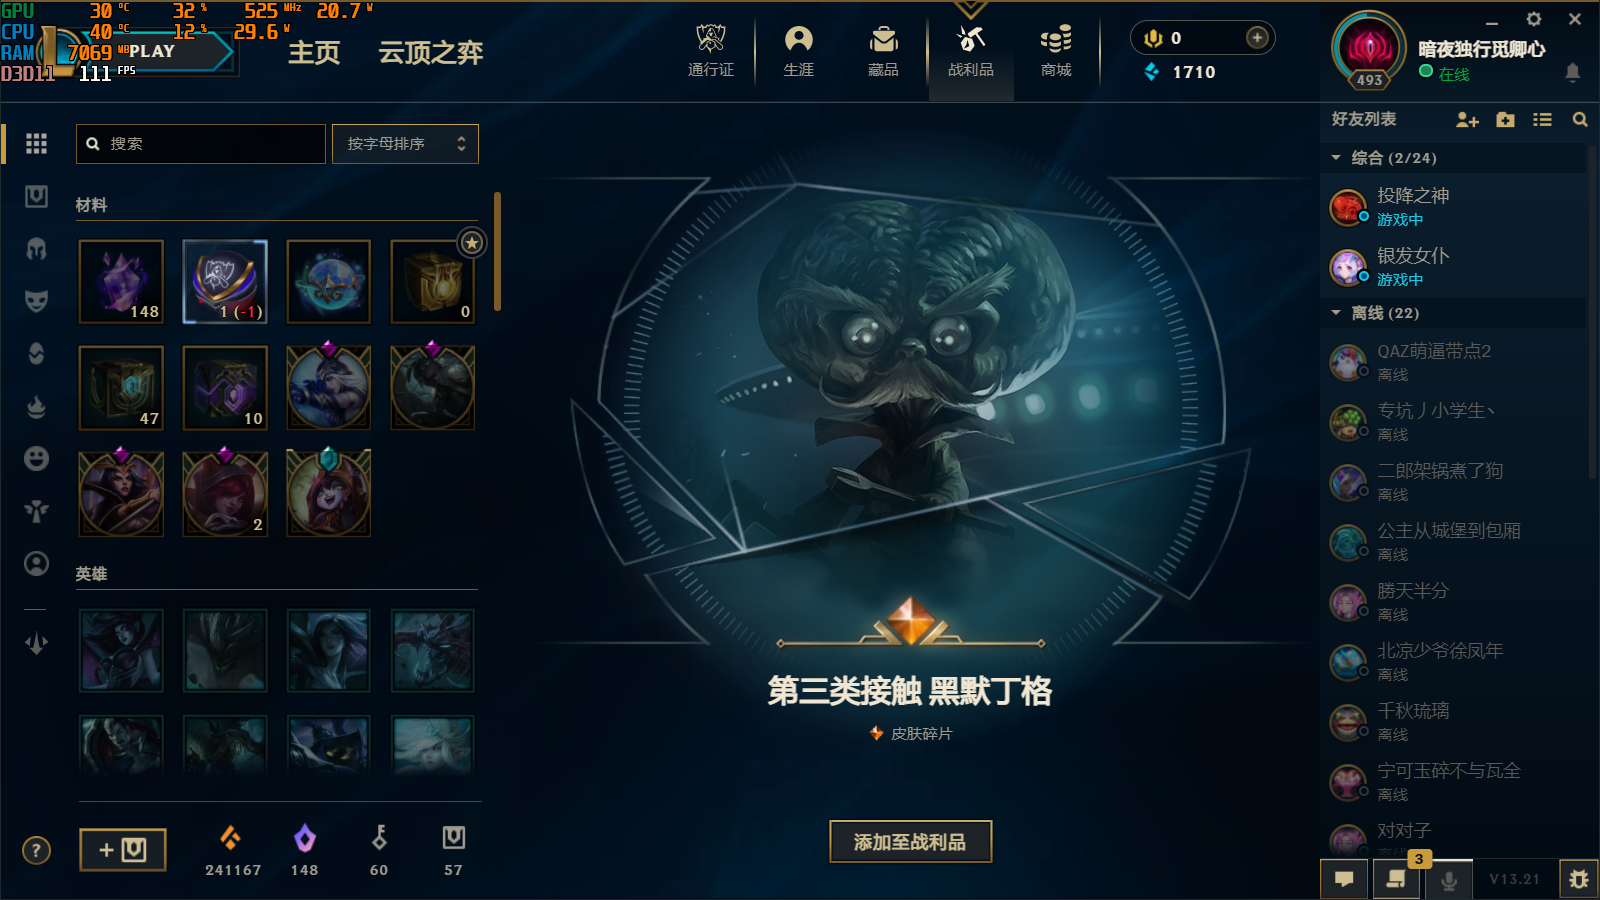 GPU 30 °C 32 % 525 MHz 20.7 W
CPU 40 °C 12 % 29.6 W
RAM 7069 MB
D3D11 111 FPS
PLAY
主页
云顶之弈
通行证
生涯
藏品
战利品
商城
0
1710
493
暗夜独行觅卿心
在线
搜索
按字母排序
材料
148
1 (-1)
0
47
10
2
英雄
241167
148
60
57
?
第三类接触 黑默丁格
皮肤碎片
添加至战利品
好友列表
综合 (2/24)
投降之神
游戏中
银发女仆
游戏中
离线 (22)
QAZ萌逼带点2
离线
专坑丿小学生丶
离线
二郎架锅煮了狗
离线
公主从城堡到包厢
离线
勝天半分
离线
北凉少爷徐凤年
离线
千秋琉璃
离线
宁可玉碎不与瓦全
离线
对对子
离线
3
V13.21